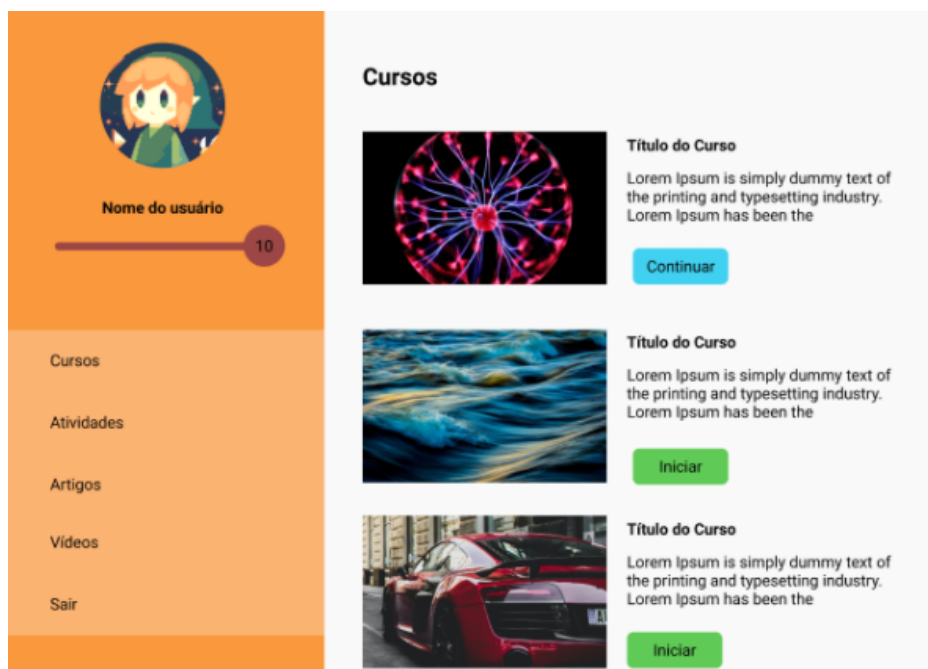 Nome do usuário
10
Cursos
Atividades
Artigos
Vídeos
Sair
Cursos
Título do Curso
Lorem Ipsum is simply dummy text of
the printing and typesetting industry.
Lorem Ipsum has been the
Continuar
Título do Curso
Lorem Ipsum is simply dummy text of
the printing and typesetting industry.
Lorem Ipsum has been the
Iniciar
Título do Curso
Lorem Ipsum is simply dummy text of
the printing and typesetting industry.
Lorem Ipsum has been the
Iniciar